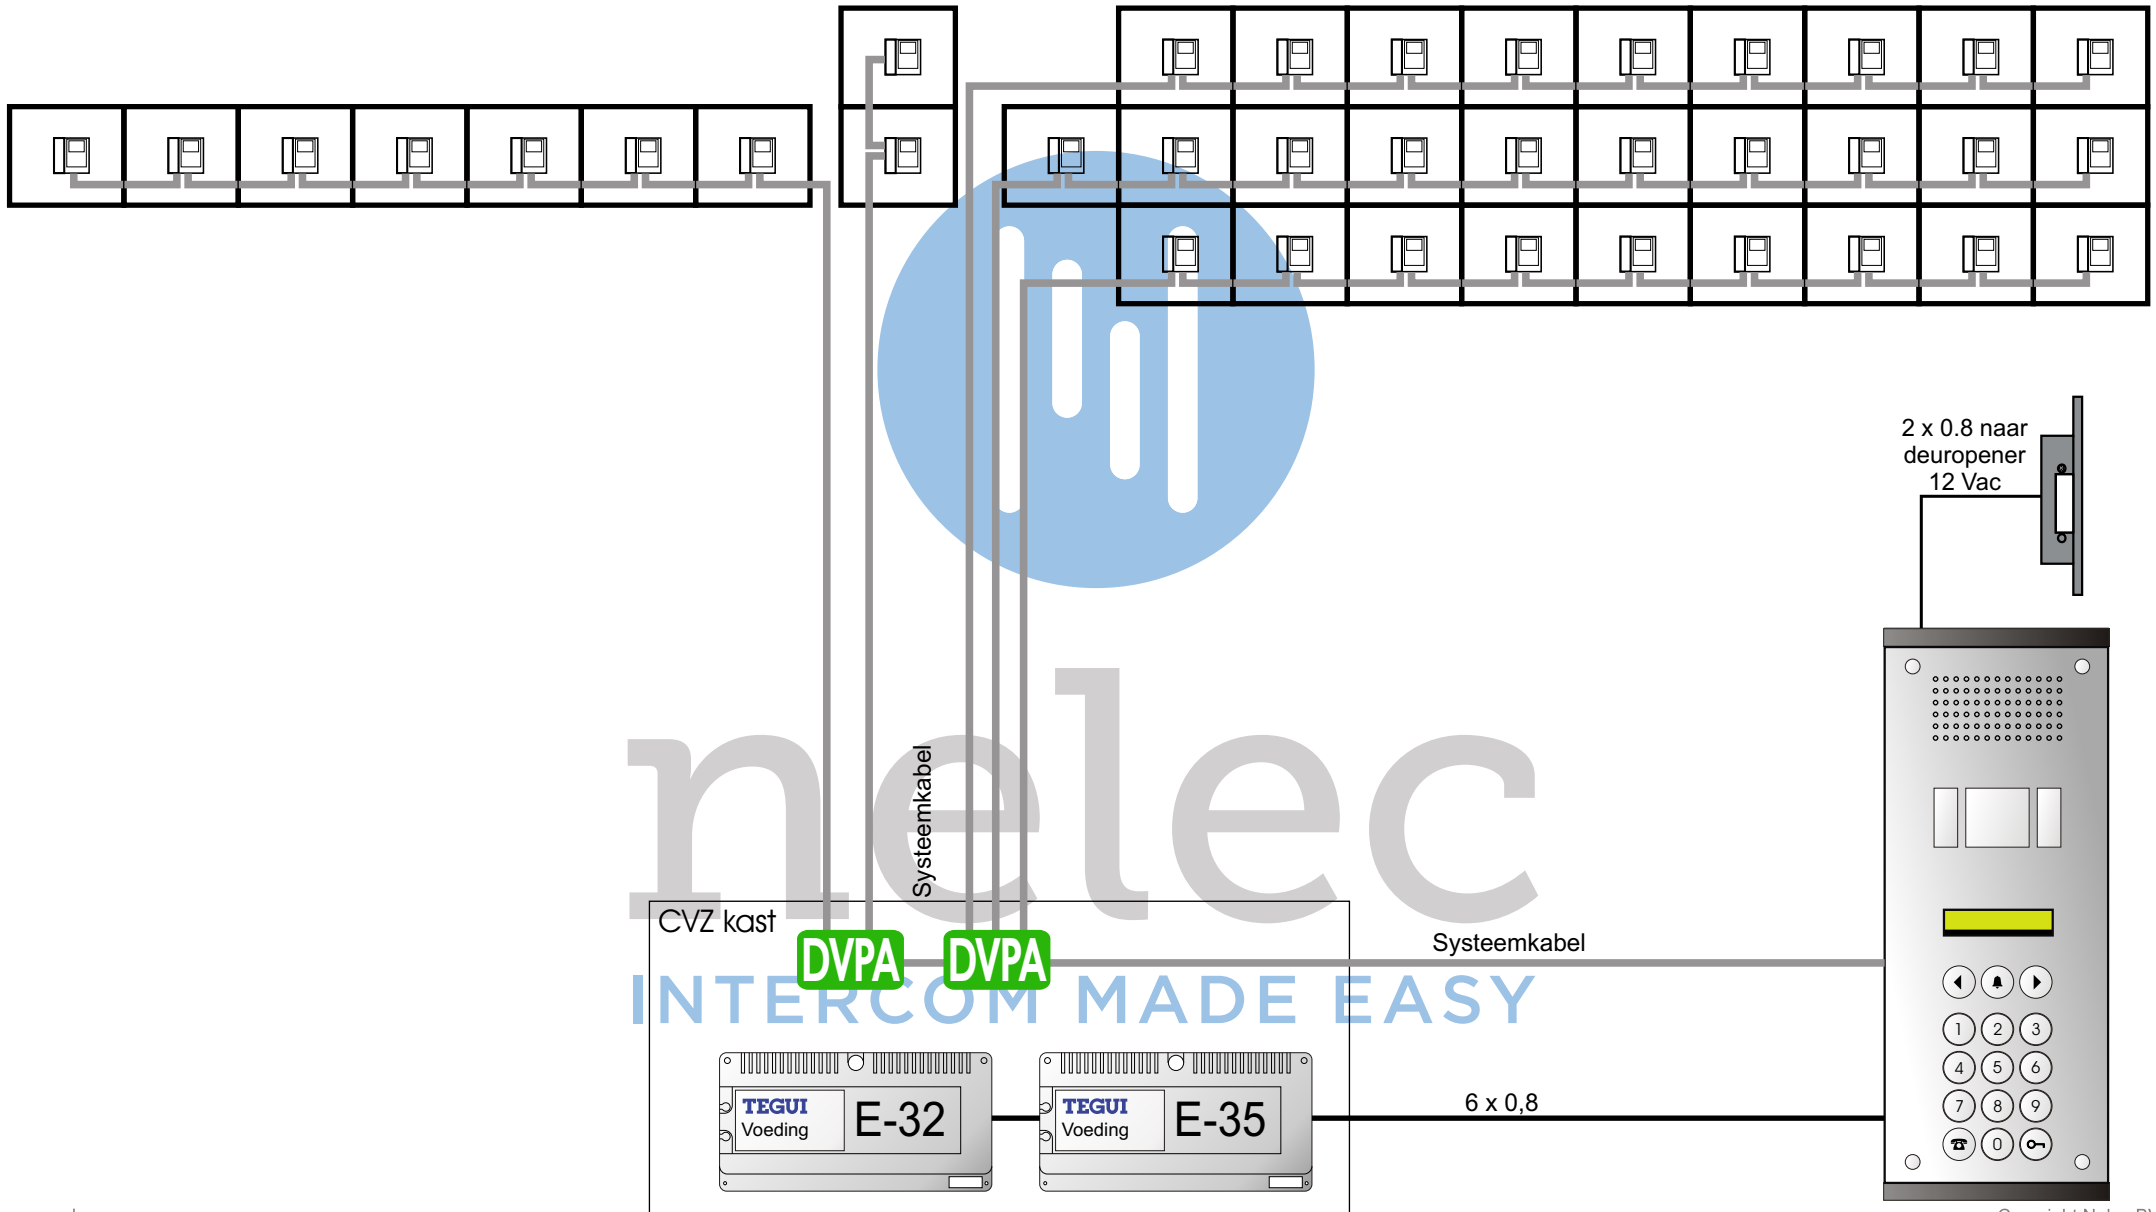 2 x 0.8 naar
deuropener
12 Vac
nelec
Systeemkabel
CVZ kast
DVPA
DVPA
Systeemkabel
INTERCOM MADE EASY
TEGUI
Voeding
E-32
TEGUI
Voeding
E-35
6 x 0,8
1 2 3
4 5 6
7 8 9
0